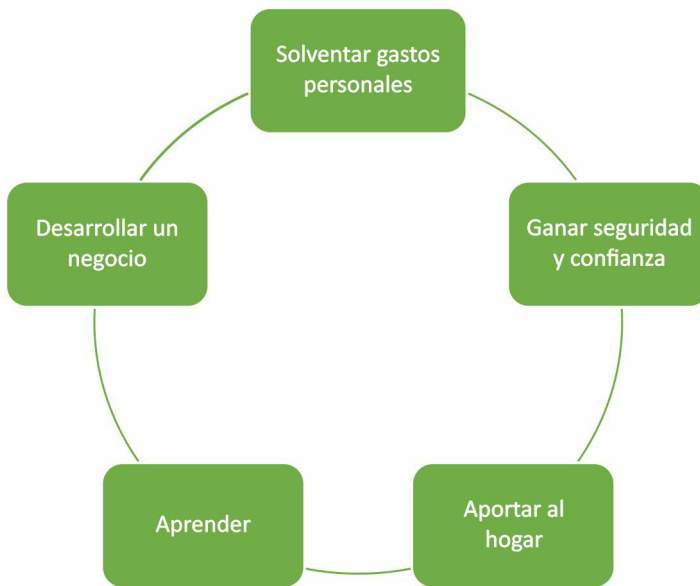 Solventar gastos
personales
Ganar seguridad
y confianza
Aportar al
hogar
Aprender
Desarrollar un
negocio